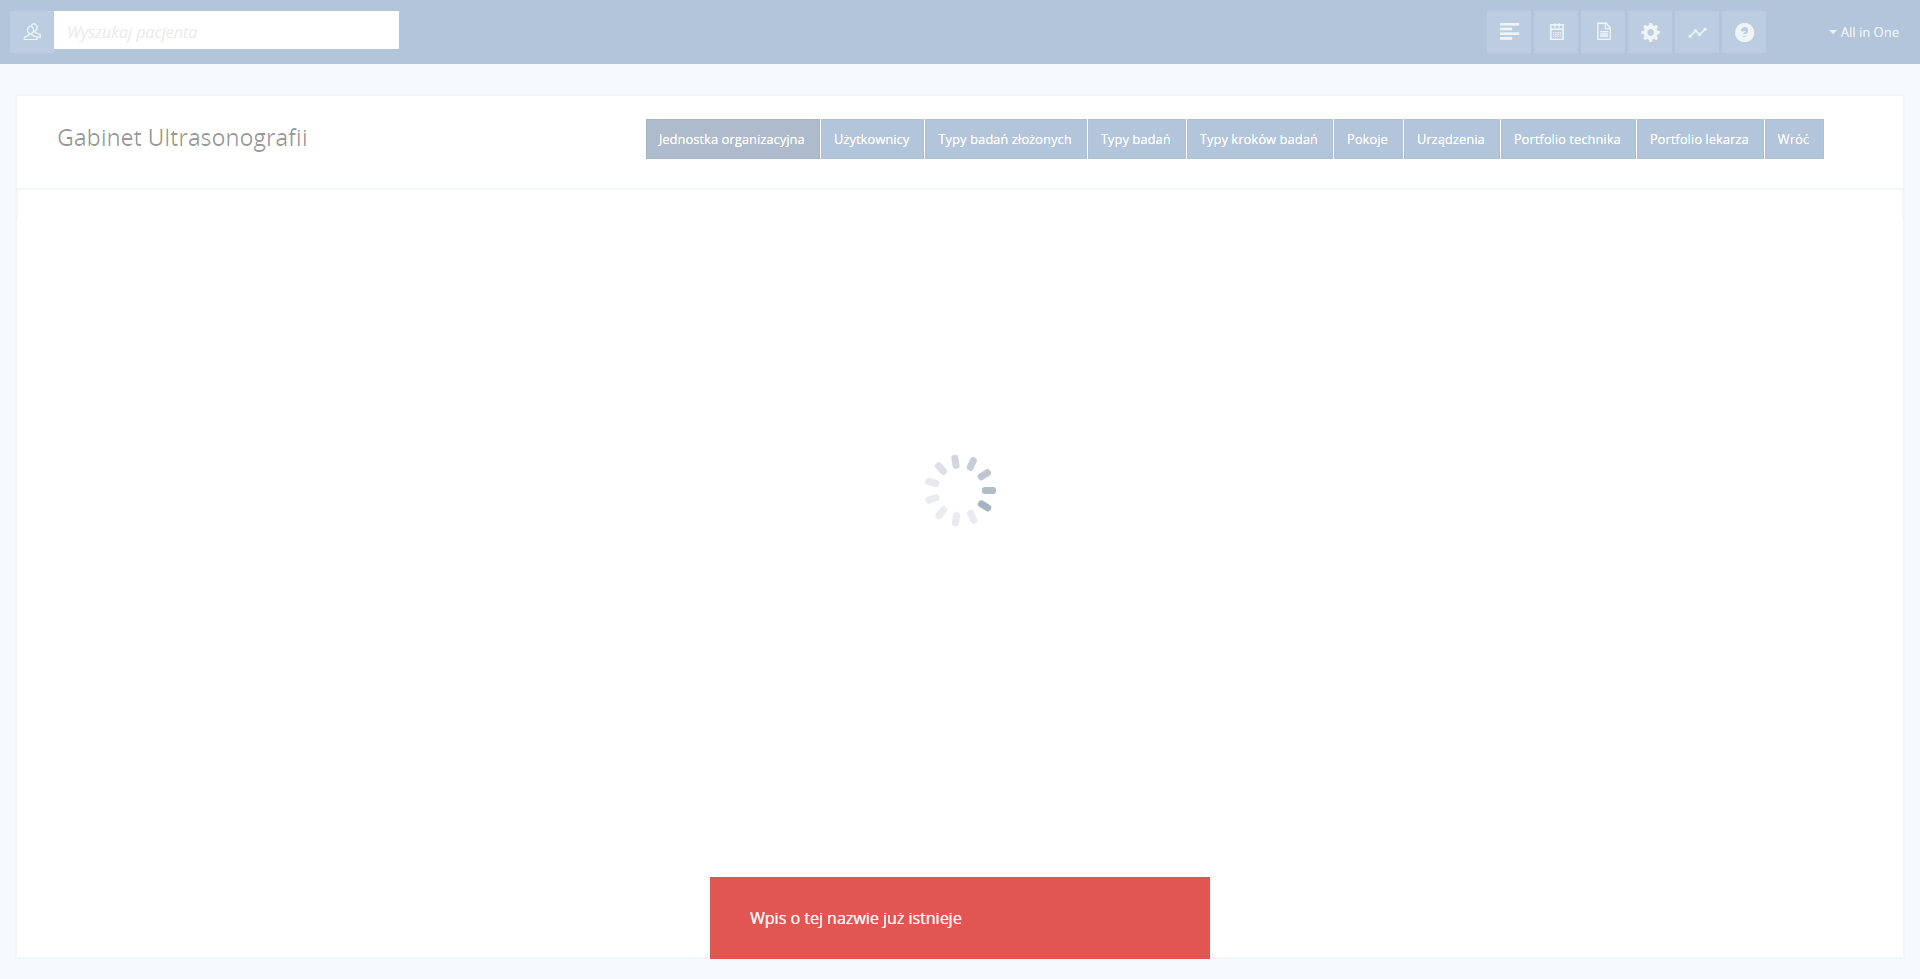 Wyszukaj pacjenta
All in One
Gabinet Ultrasonografii
Jednostka organizacyjna
Użytkownicy
Typy badań złożonych
Typy badań
Typy kroków badań
Pokoje
Urządzenia
Portfolio technika
Portfolio lekarza
Wróć
Wpis o tej nazwie już istnieje